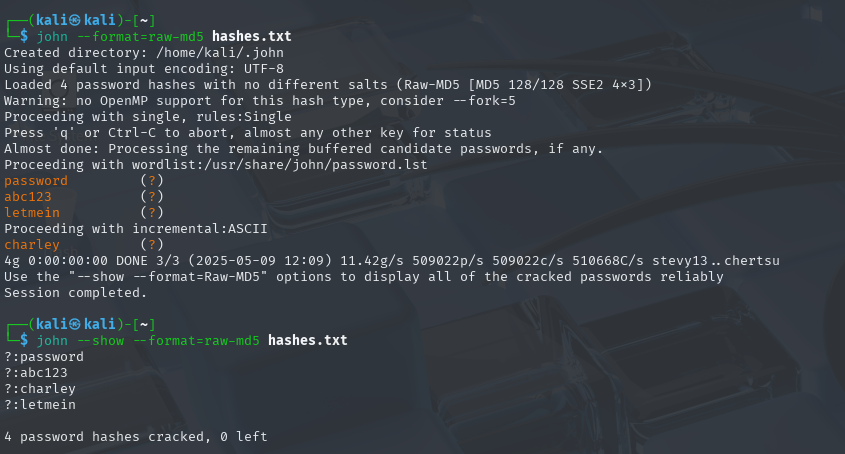 ┌──(kali㉿kali)-[~]
└─$ john --format=raw-md5 hashes.txt
Created directory: /home/kali/.john
Using default input encoding: UTF-8
Loaded 4 password hashes with no different salts (Raw-MD5 [MD5 128/128 SSE2 4×3])
Warning: no OpenMP support for this hash type, consider --fork=5
Proceeding with single, rules:Single
Press 'q' or Ctrl-C to abort, almost any other key for status
Almost done: Processing the remaining buffered candidate passwords, if any.
Proceeding with wordlist:/usr/share/john/password.lst
password         (?)
abc123           (?)
letmein          (?)
Proceeding with incremental:ASCII
charley          (?)
4g 0:00:00:00 DONE 3/3 (2025-05-09 12:09) 11.42g/s 509022p/s 509022c/s 510668C/s stevy13..chertsu
Use the "--show --format=Raw-MD5" options to display all of the cracked passwords reliably
Session completed.
┌──(kali㉿kali)-[~]
└─$ john --show --format=raw-md5 hashes.txt
?:password
?:abc123
?:charley
?:letmein
4 password hashes cracked, 0 left